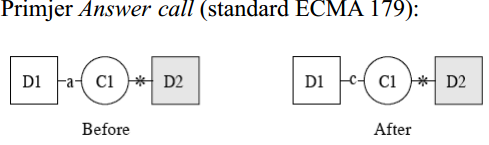 Primjer Answer call (standard ECMA 179):
D1 a C1 * D2 D1 c C1 * D2
Before After